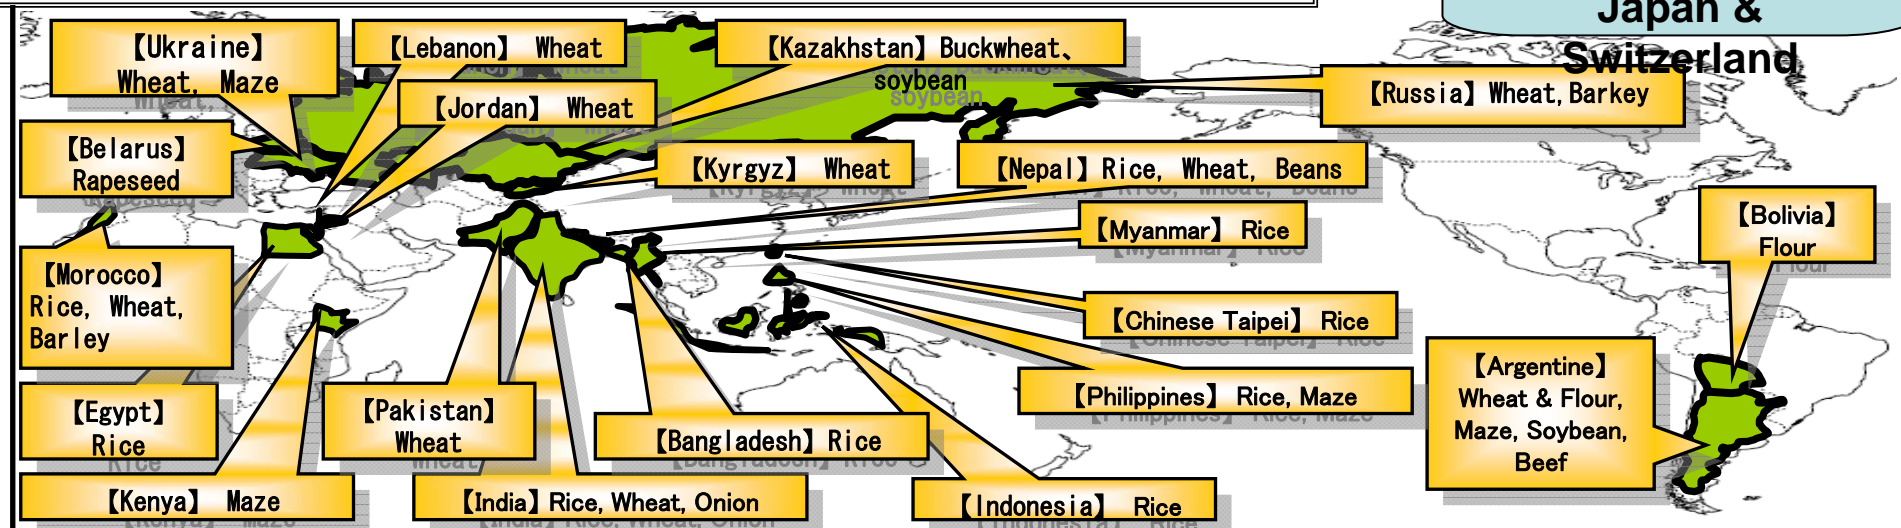 Japan &
Switzerland
【Ukraine】
Wheat, Maze
【Lebanon】 Wheat
【Kazakhstan】 Buckwheat、
soybean
【Jordan】 Wheat
【Russia】 Wheat, Barkey
【Belarus】
Rapeseed
【Kyrgyz】 Wheat
【Nepal】 Rice, Wheat, Beans
【Myanmar】 Rice
【Bolivia】
Flour
【Morocco】
Rice, Wheat,
Barley
【Chinese Taipei】 Rice
【Argentine】
Wheat & Flour,
Maze, Soybean,
Beef
【Philippines】 Rice, Maze
【Egypt】
Rice
【Pakistan】
Wheat
【Bangladesh】 Rice
【Kenya】 Maze
【India】 Rice, Wheat, Onion
【Indonesia】 Rice